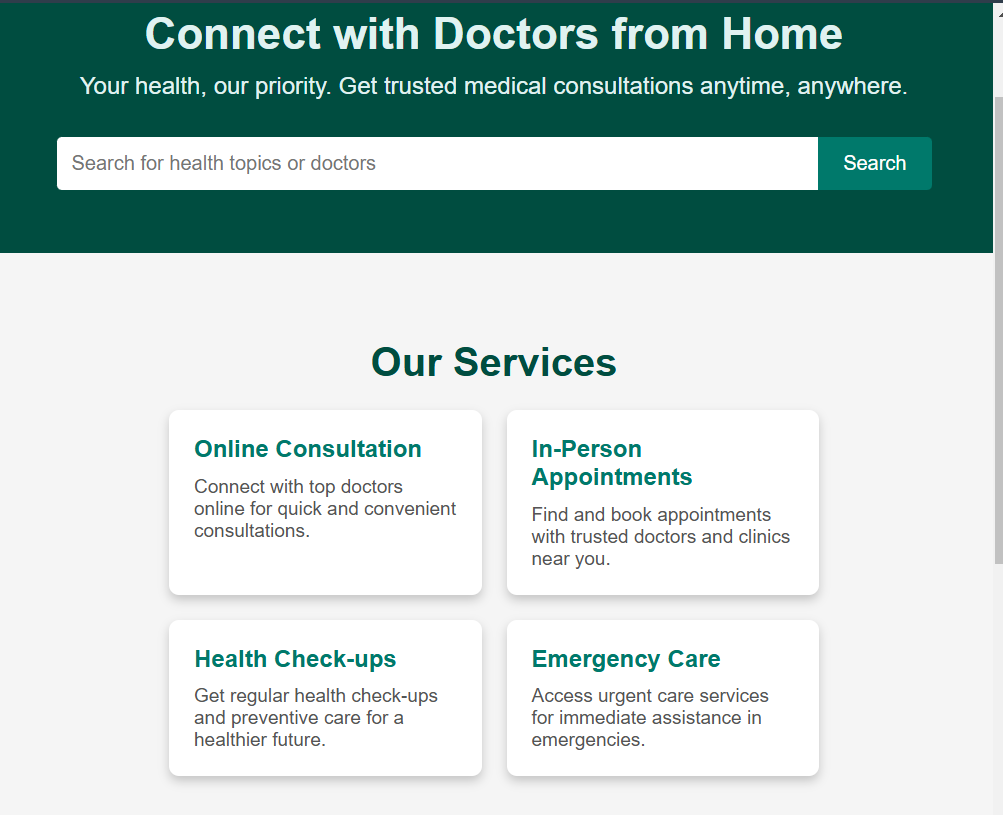 Connect with Doctors from Home
Your health, our priority. Get trusted medical consultations anytime, anywhere.
Search for health topics or doctors
Search
Our Services
Online Consultation
Connect with top doctors
online for quick and convenient
consultations.
In-Person
Appointments
Find and book appointments
with trusted doctors and clinics
near you.
Health Check-ups
Get regular health check-ups
and preventive care for a
healthier future.
Emergency Care
Access urgent care services
for immediate assistance in
emergencies.